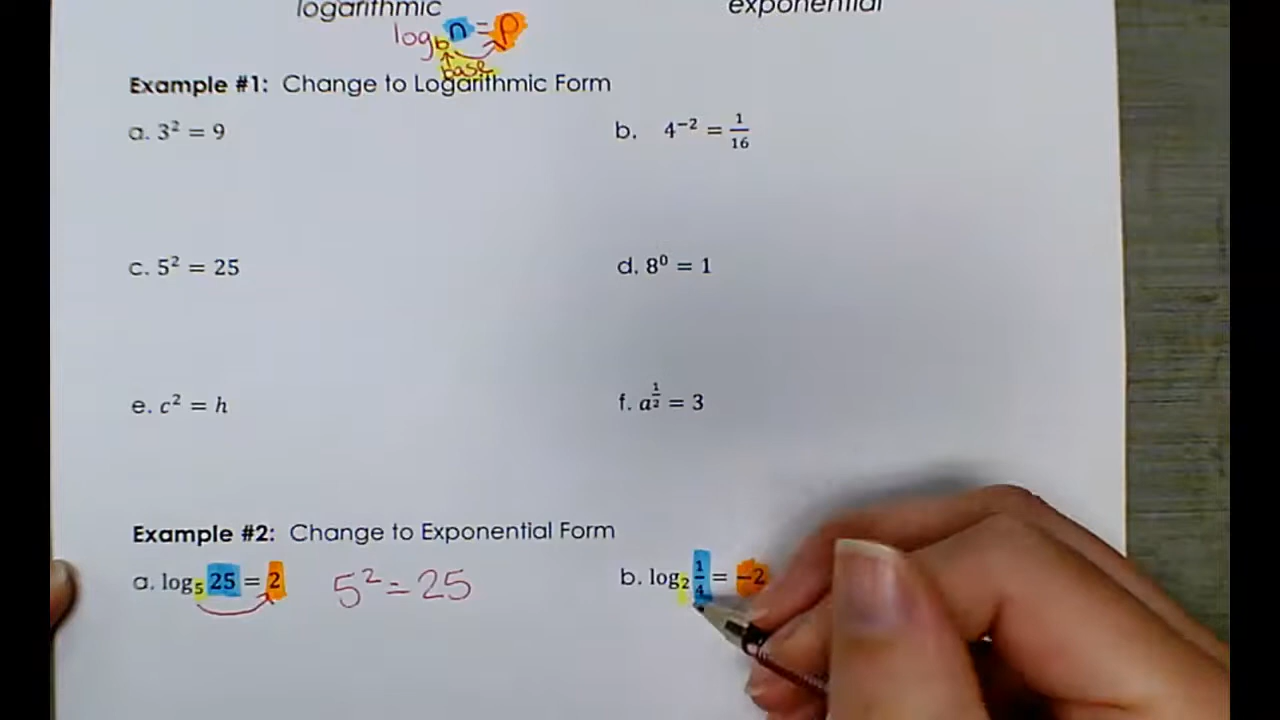 logarithmic exponential
log_b n = p
base
Example #1: Change to Logarithmic Form
a. 3² = 9 b. 4⁻² = 1/16
c. 5² = 25 d. 8⁰ = 1
e. c² = h f. a^(1/2) = 3
Example #2: Change to Exponential Form
a. log₅ 25 = 2 5² = 25 b. log₂ 1/4 = -2